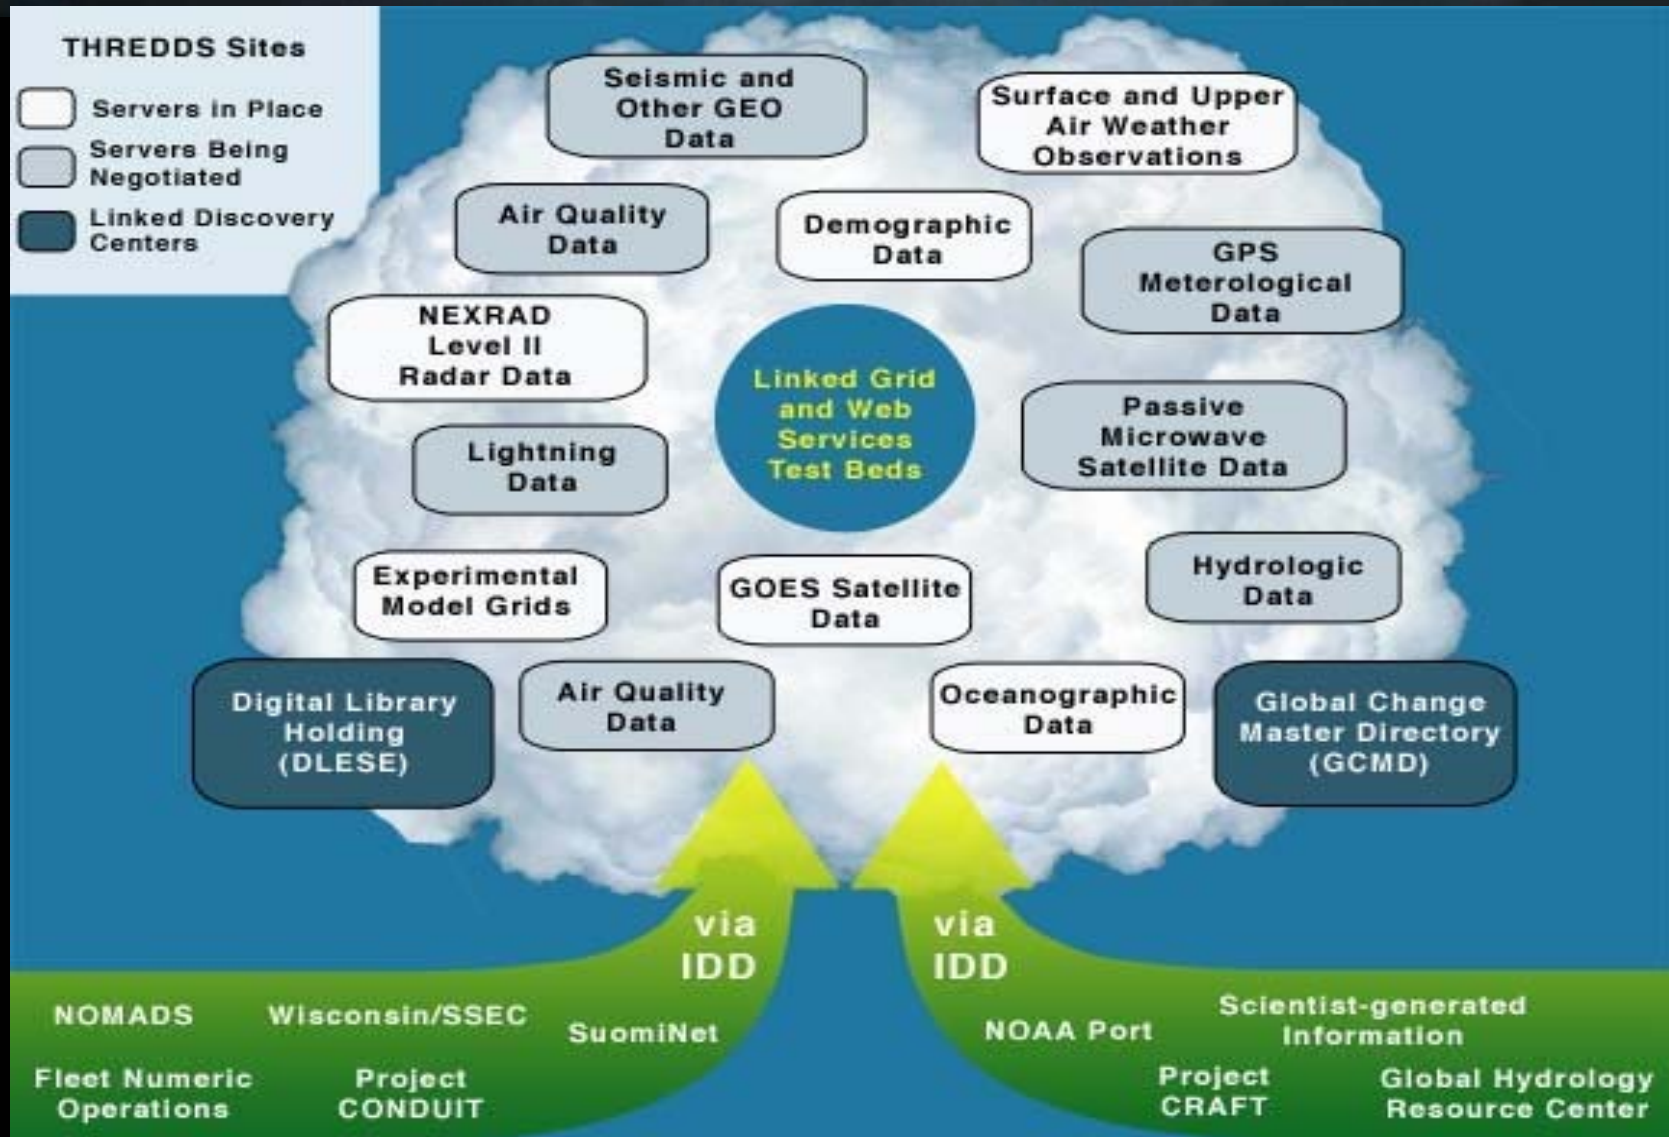 THREDDS Sites
Servers in Place
Servers Being
Negotiated
Linked Discovery
Centers
Seismic and
Other GEO
Data
Surface and Upper
Air Weather
Observations
Air Quality
Data
Demographic
Data
GPS
Meterological
Data
NEXRAD
Level II
Radar Data
Linked Grid
and Web
Services
Test Beds
Passive
Microwave
Satellite Data
Lightning
Data
Experimental
Model Grids
GOES Satellite
Data
Hydrologic
Data
Digital Library
Holding
(DLESE)
Air Quality
Data
Oceanographic
Data
Global Change
Master Directory
(GCMD)
via
IDD
via
IDD
NOMADS
Wisconsin/SSEC
SuomiNet
Fleet Numeric
Operations
Project
CONDUIT
NOAA Port
Scientist-generated
Information
Project
CRAFT
Global Hydrology
Resource Center